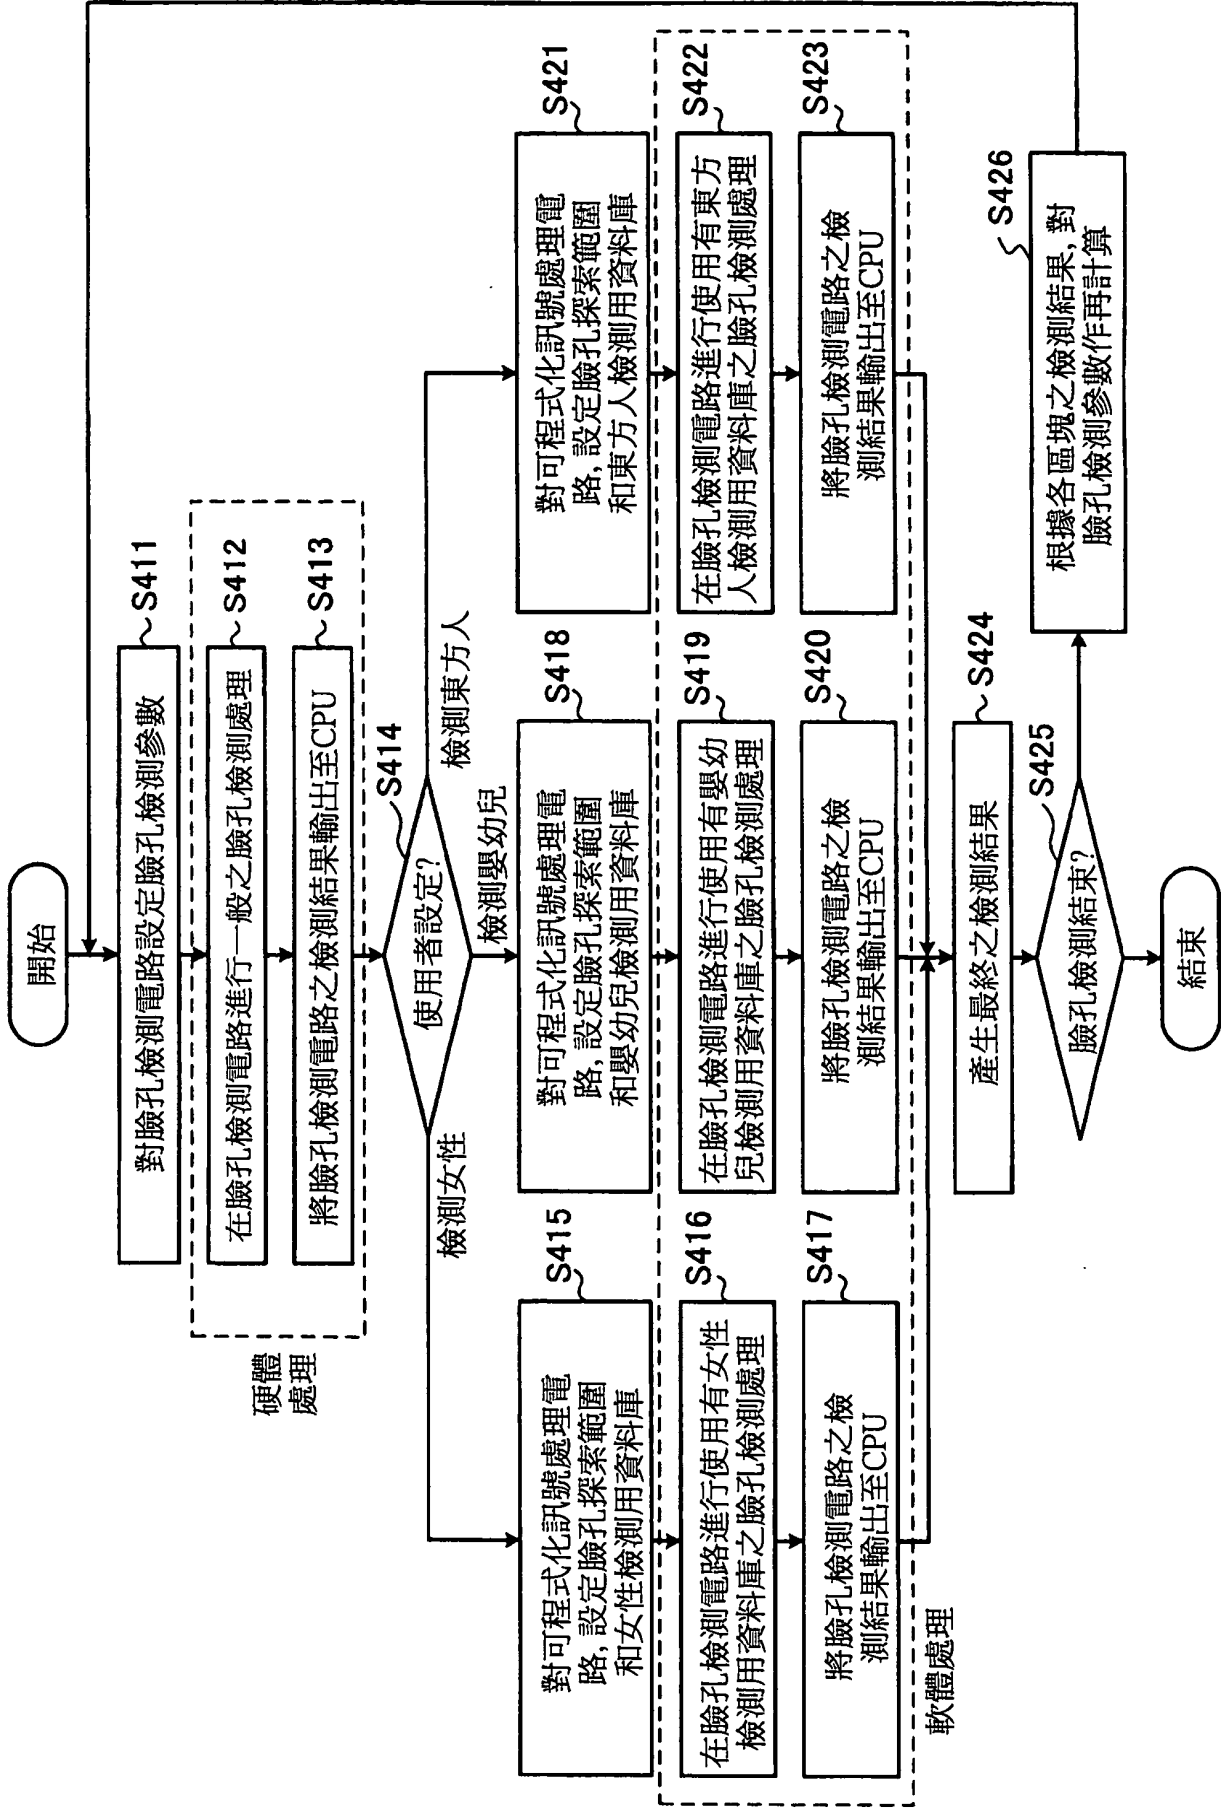 開始
對臉孔檢測電路設定臉孔檢測參數
S411
硬體
處理
在臉孔檢測電路進行一般之臉孔檢測處理
S412
將臉孔檢測電路之檢測結果輸出至CPU
S413
使用者設定?
S414
檢測女性
檢測嬰幼兒
檢測東方人
對可程式化訊號處理電
路,設定臉孔探索範圍
和女性檢測用資料庫
S415
在臉孔檢測電路進行使用有女性
檢測用資料庫之臉孔檢測處理
S416
將臉孔檢測電路之檢
測結果輸出至CPU
S417
對可程式化訊號處理電
路,設定臉孔探索範圍
和嬰幼兒檢測用資料庫
S418
在臉孔檢測電路進行使用有嬰幼
兒檢測用資料庫之臉孔檢測處理
S419
將臉孔檢測電路之檢
測結果輸出至CPU
S420
對可程式化訊號處理電
路,設定臉孔探索範圍
和東方人檢測用資料庫
S421
在臉孔檢測電路進行使用有東方
人檢測用資料庫之臉孔檢測處理
S422
將臉孔檢測電路之檢
測結果輸出至CPU
S423
軟體處理
產生最終之檢測結果
S424
臉孔檢測結束?
S425
根據各區塊之檢測結果,對
臉孔檢測參數作再計算
S426
結束